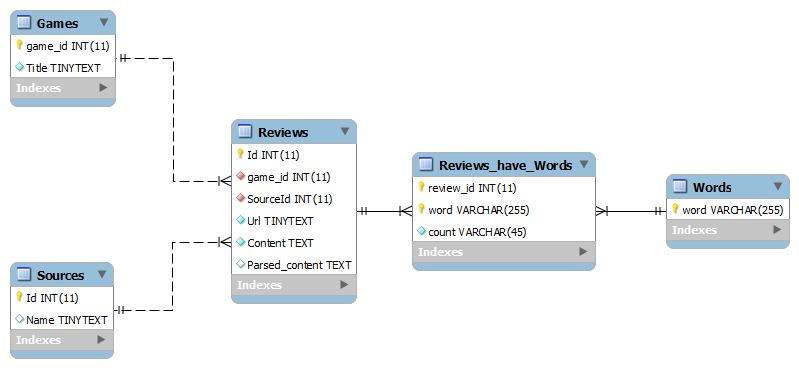 Games
game_id INT(11)
Title TINYTEXT
Indexes
Sources
Id INT(11)
Name TINYTEXT
Indexes
Reviews
Id INT(11)
game_id INT(11)
SourceId INT(11)
Url TINYTEXT
Content TEXT
Parsed_content TEXT
Indexes
Reviews_have_Words
review_id INT(11)
word VARCHAR(255)
count VARCHAR(45)
Indexes
Words
word VARCHAR(255)
Indexes